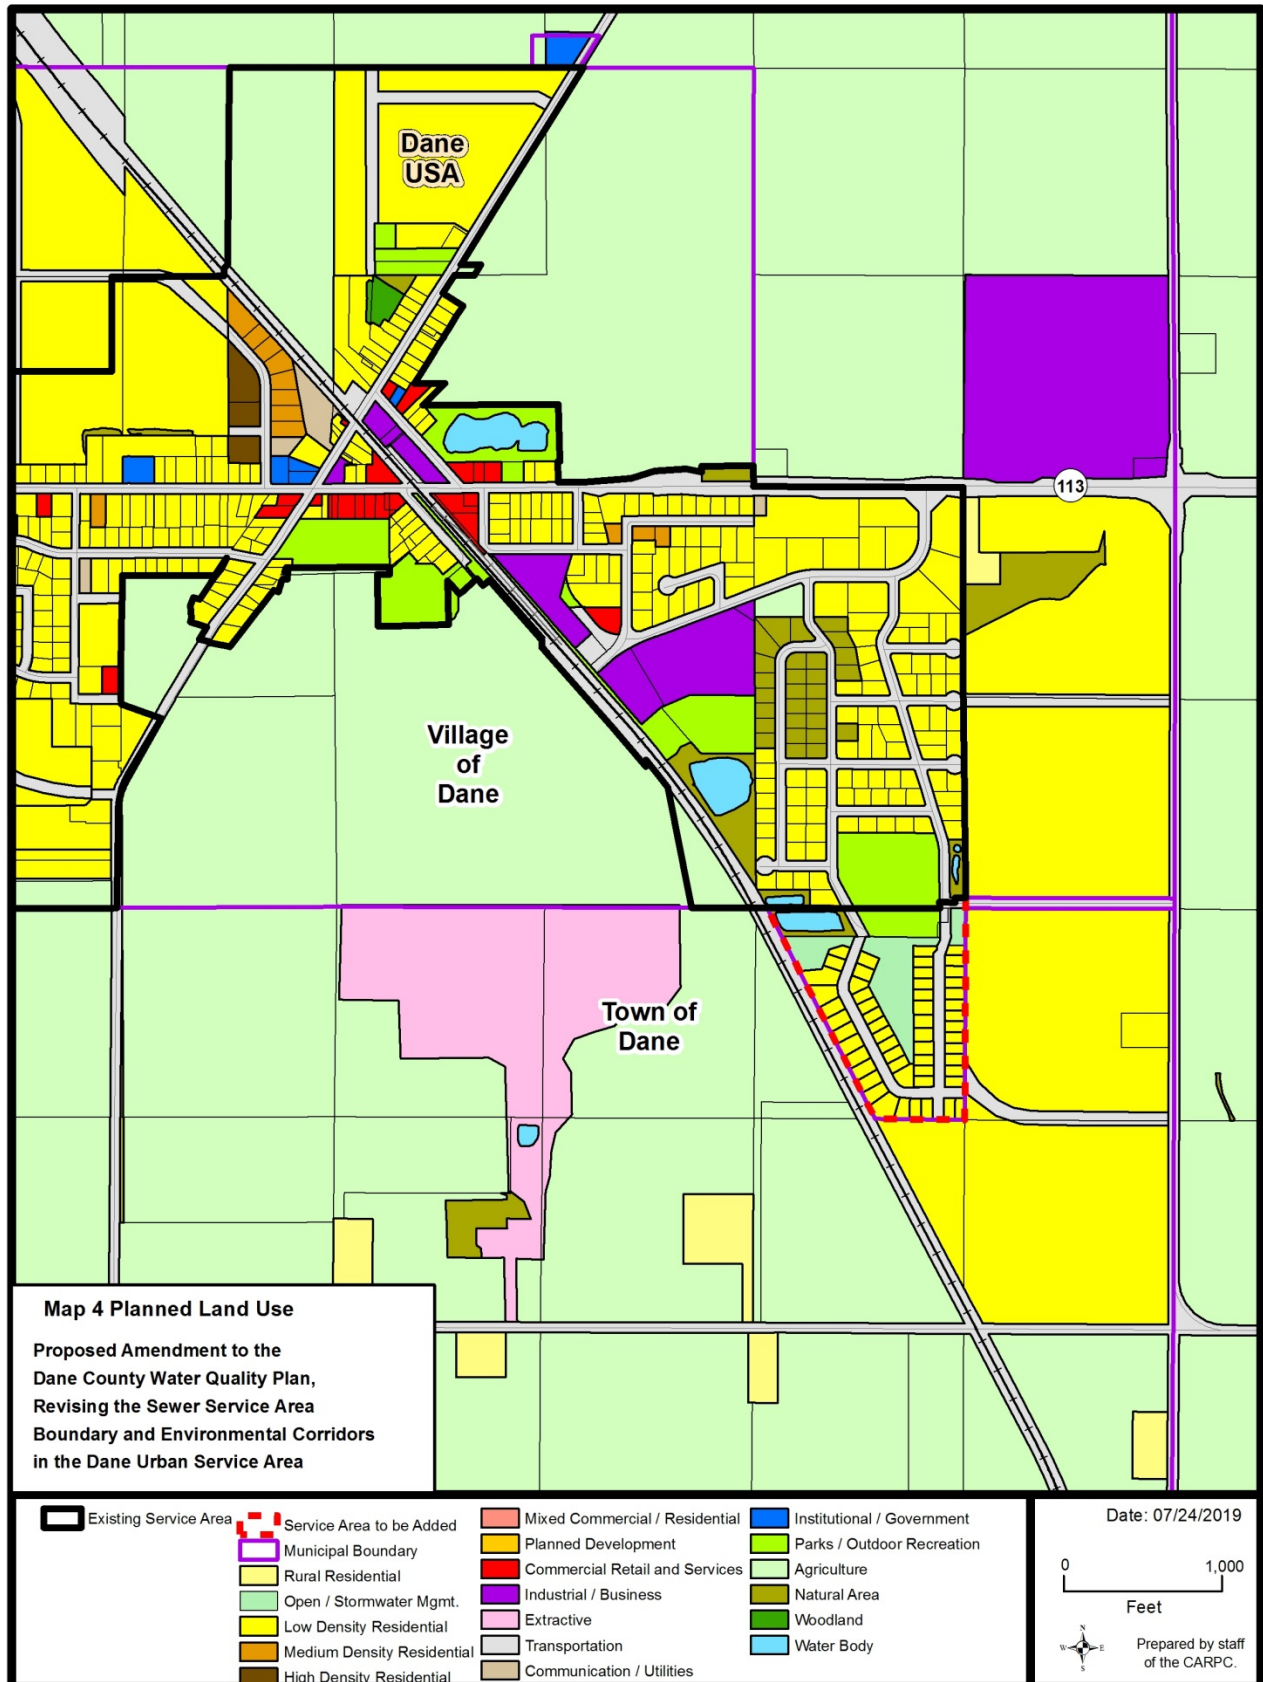 Dane
USA
113
Village
of
Dane
Town of
Dane
Map 4 Planned Land Use
Proposed Amendment to the
Dane County Water Quality Plan,
Revising the Sewer Service Area
Boundary and Environmental Corridors
in the Dane Urban Service Area
Existing Service Area
Service Area to be Added
Municipal Boundary
Rural Residential
Open / Stormwater Mgmt.
Low Density Residential
Medium Density Residential
High Density Residential
Mixed Commercial / Residential
Planned Development
Commercial Retail and Services
Industrial / Business
Extractive
Transportation
Communication / Utilities
Institutional / Government
Parks / Outdoor Recreation
Agriculture
Natural Area
Woodland
Water Body
Date: 07/24/2019
0 1,000
Feet
N
W E
S
Prepared by staff
of the CARPC.